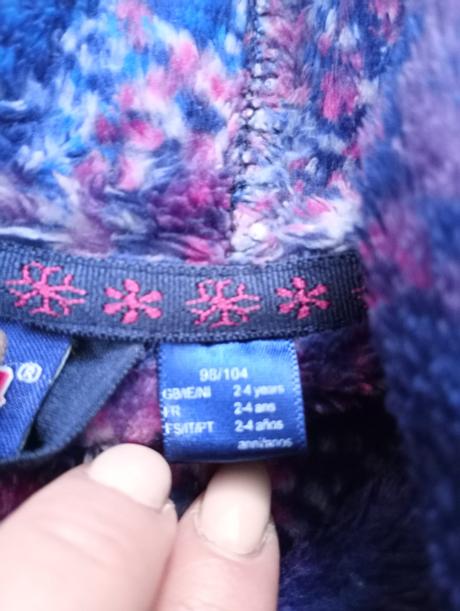 98/104
GB/IE/NI 2-4 years
FR 2-4 ans
ES/IT/PT 2-4 años
anni/anos
®